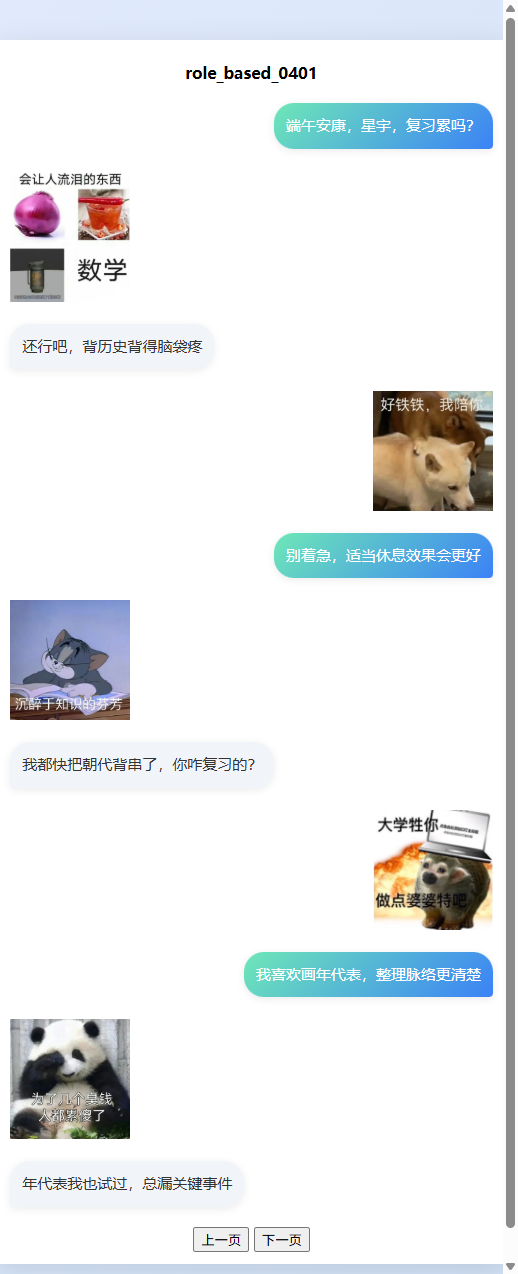 role_based_0401
端午安康，星宇，复习累吗？
会让人流泪的东西
数学
还行吧，背历史背得脑袋疼
好铁铁，我陪你
别着急，适当休息效果会更好
沉醉于知识的芬芳
我都快把朝代背串了，你咋复习的？
大学牲你
做点婆婆特吧
我喜欢画年代表，整理脉络更清楚
为了几个臭钱
人都累傻了
年代表我也试过，总漏关键事件
上一页
下一页